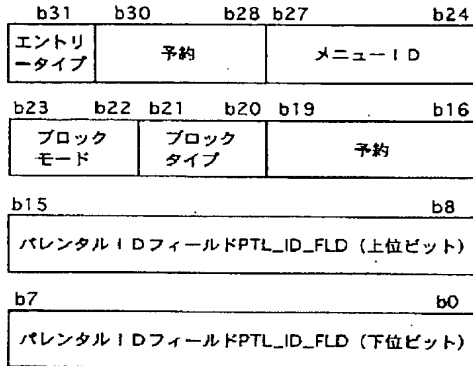 b31 b30 b28 b27 b24
エントリ
ータイプ
予約
メニューID
b23 b22 b21 b20 b19 b16
ブロック
モード
ブロック
タイプ
予約
b15 b8
パレンタルIDフィールドPTL_ID_FLD (上位ビット)
b7 b0
パレンタルIDフィールドPTL_ID_FLD (下位ビット)